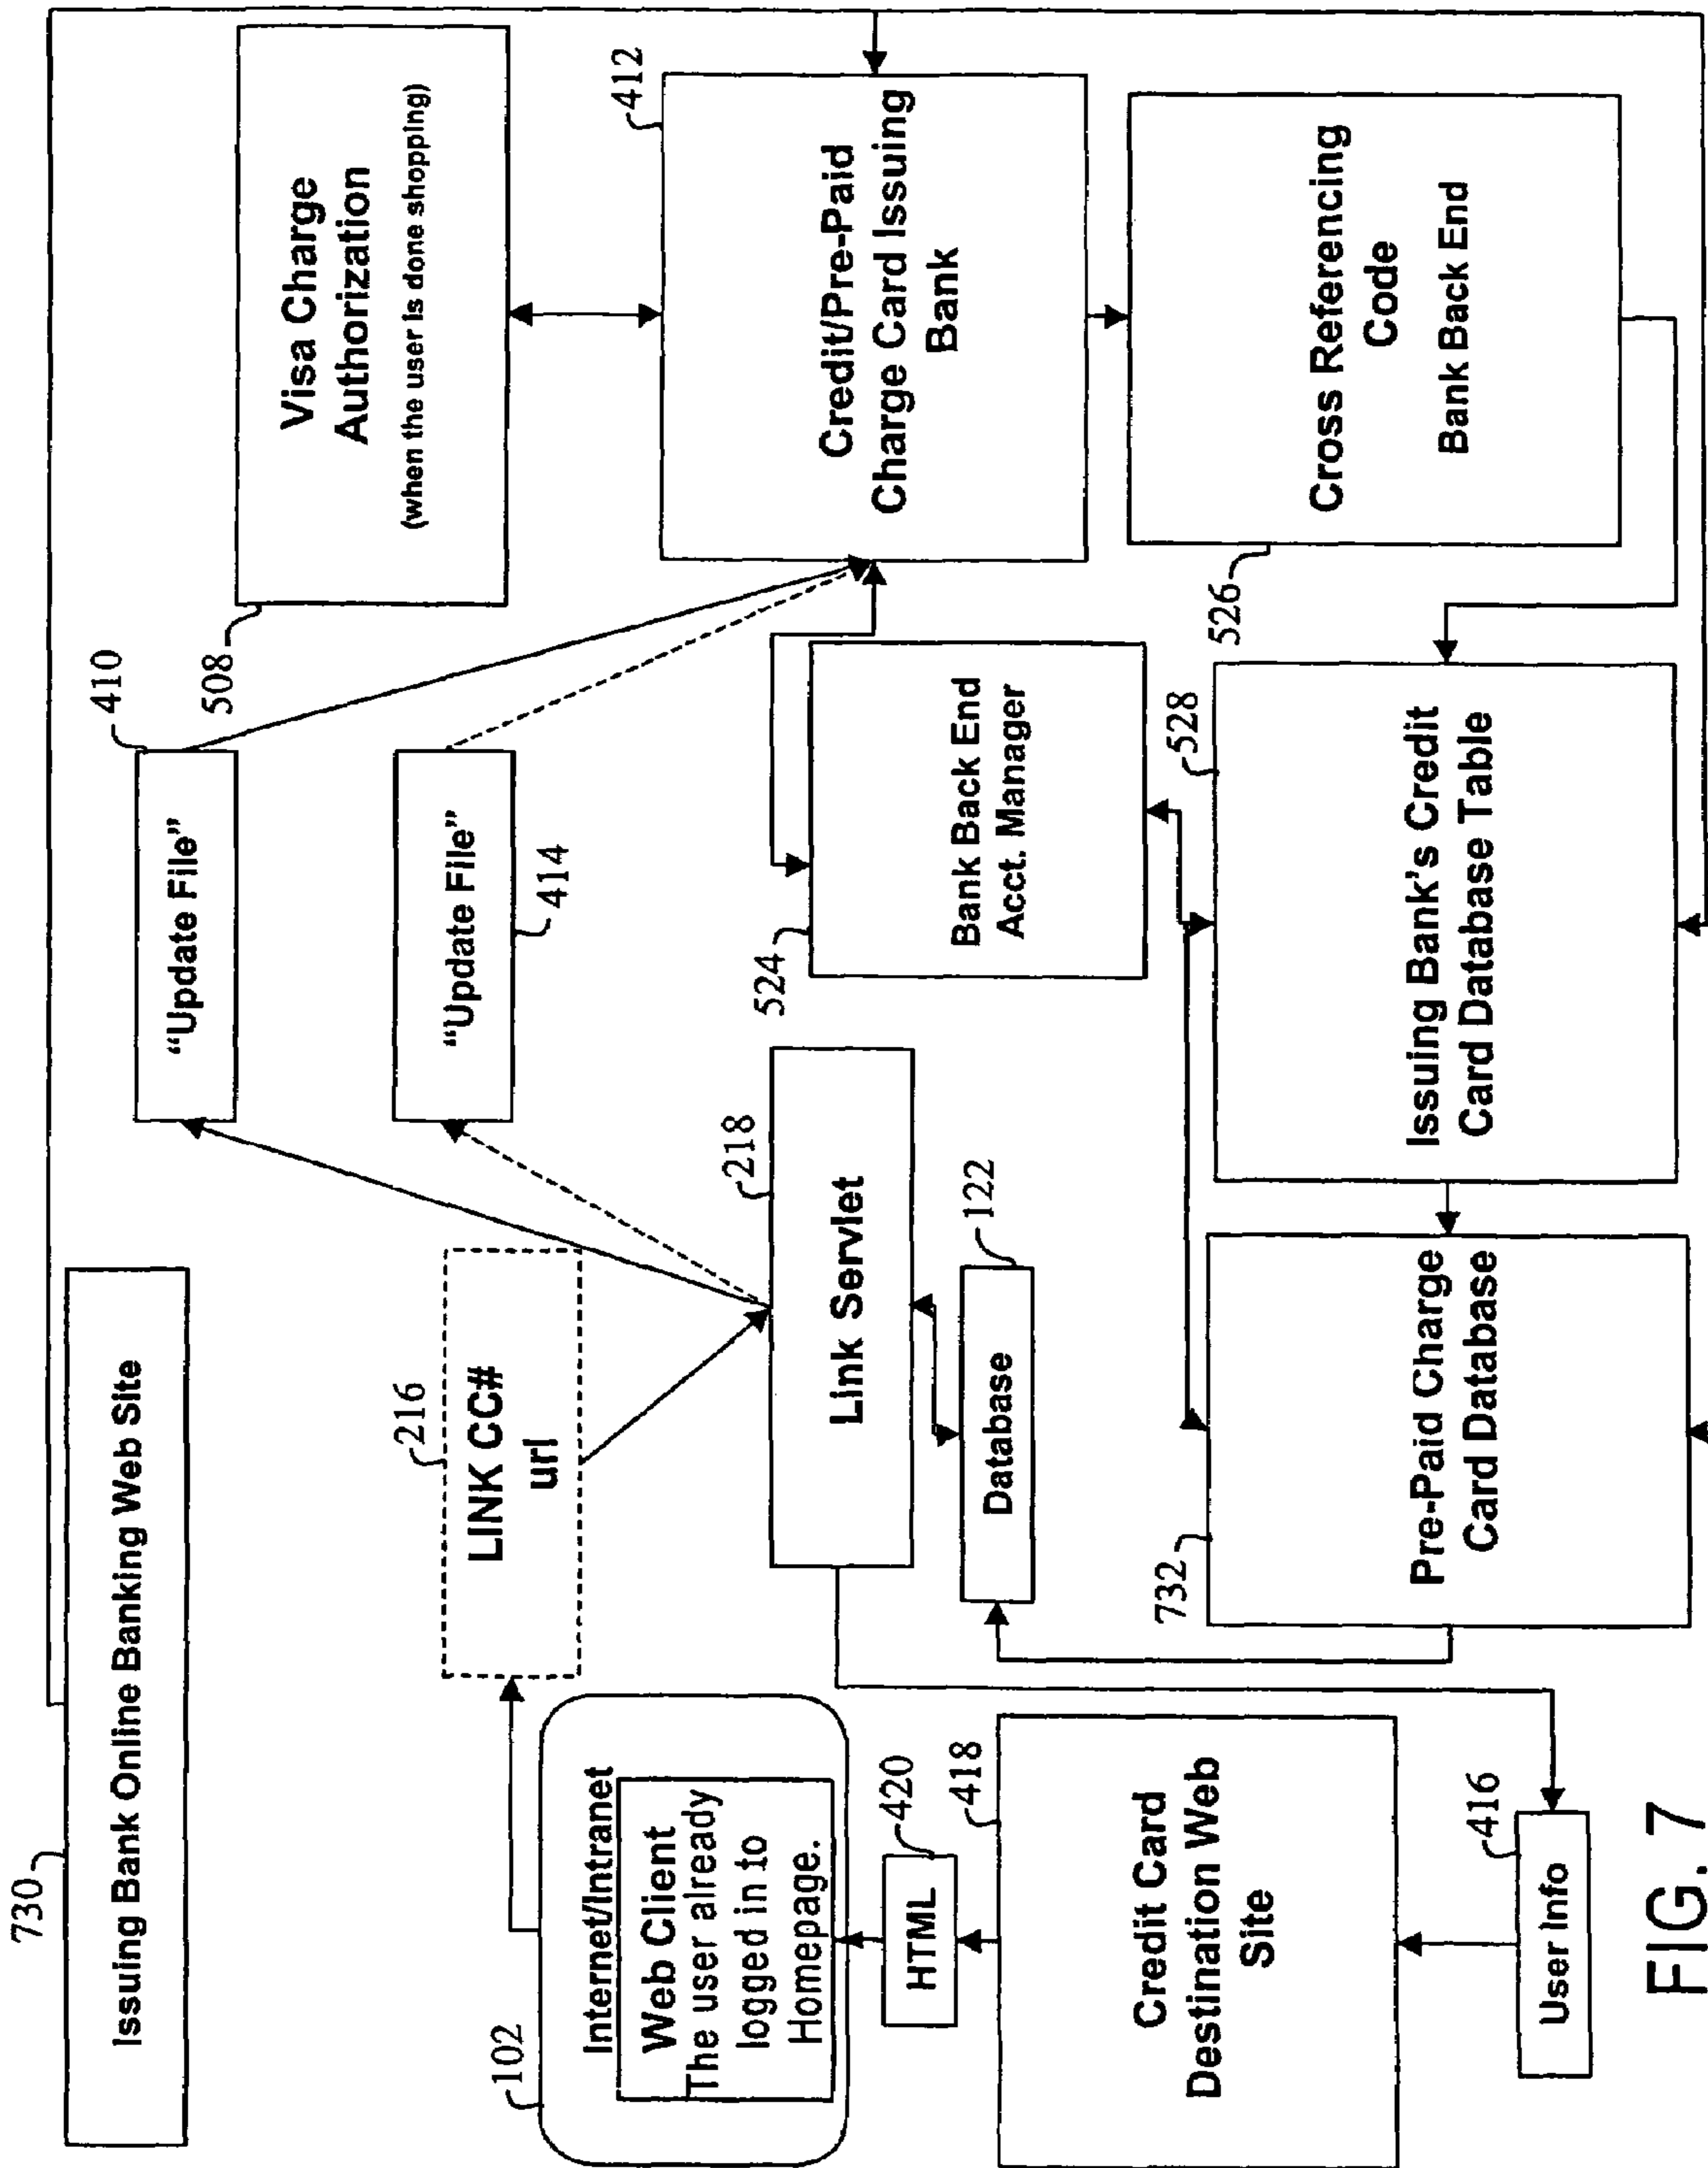 730
Issuing Bank Online Banking Web Site
102
Internet/Intranet
Web Client
The user already
logged in to
Homepage.
216
LINK CC#
url
410
“Update File”
“Update File”
414
508
Visa Charge
Authorization
(when the user is done shopping)
420
HTML
418
Credit Card
Destination Web
Site
416
User Info
218
Link Servlet
122
Database
524
Bank Back End
Acct. Manager
412
Credit/Pre-Paid
Charge Card Issuing
Bank
732
Pre-Paid Charge
Card Database
528
Issuing Bank’s Credit
Card Database Table
526
Cross Referencing
Code
Bank Back End
FIG. 7